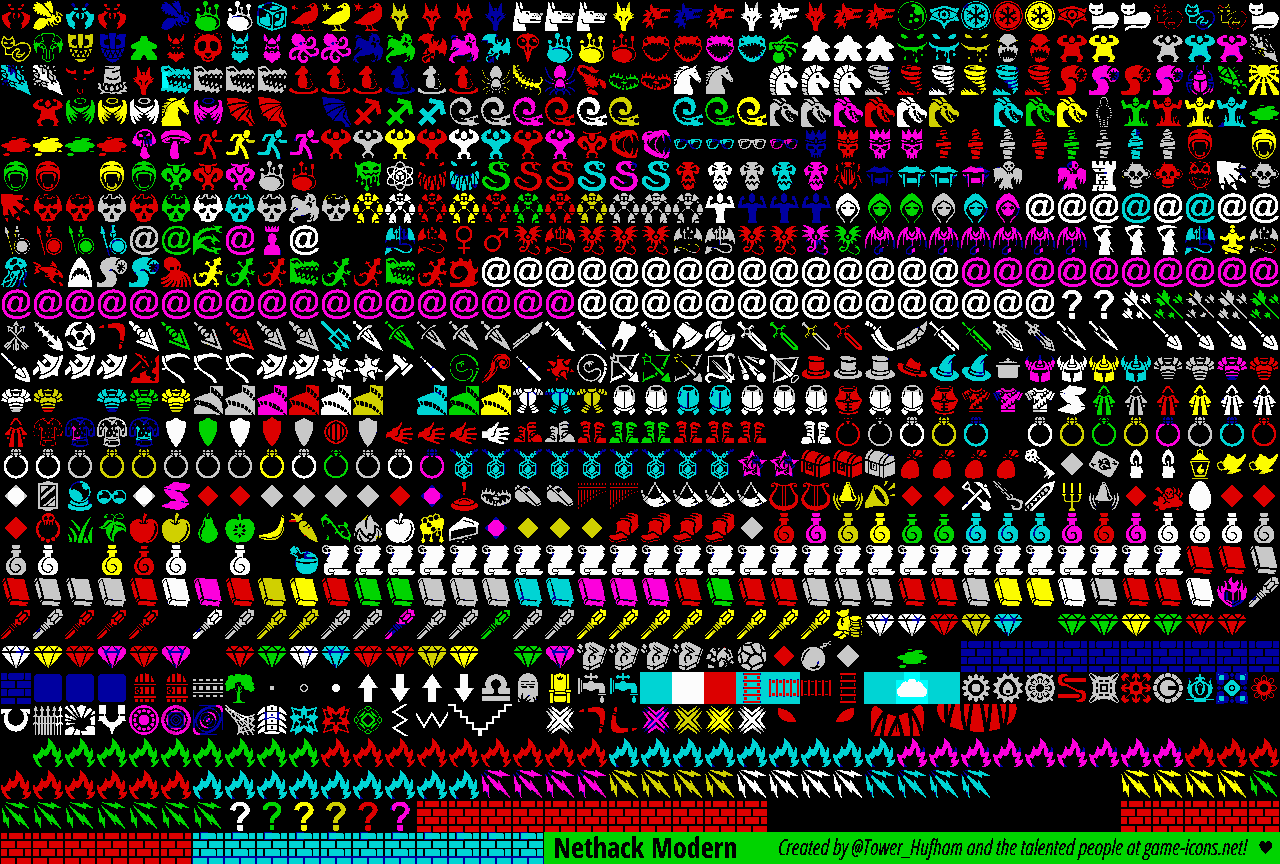 Nethack Modern
Created by @Tower_Hufham and the talented people at game-icons.net! ♥